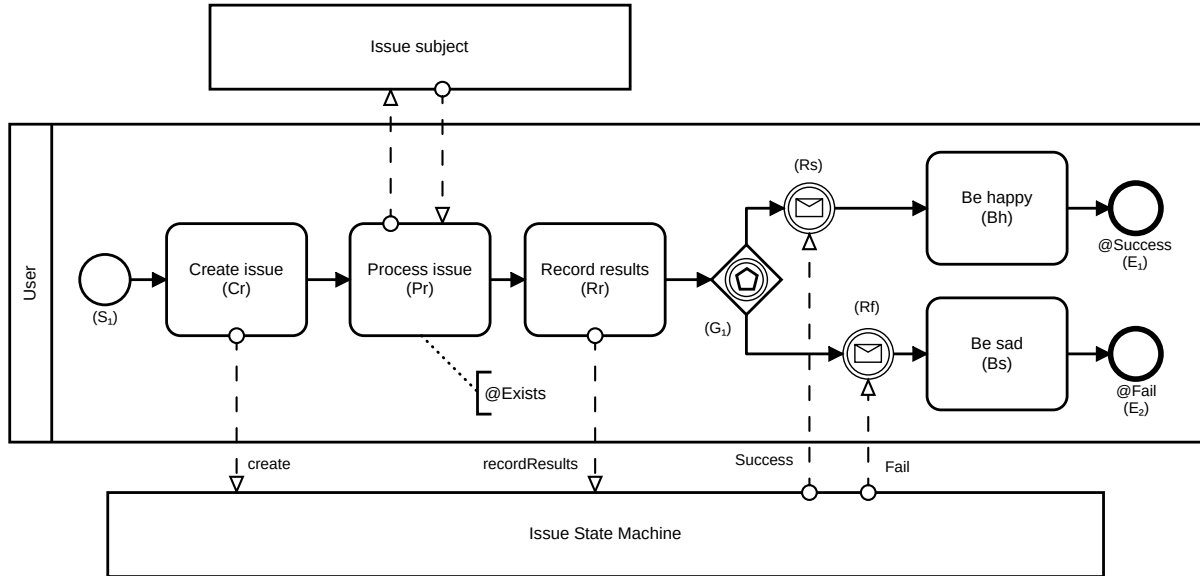 Issue subject
User
(S₁)
Create issue
(Cr)
Process issue
(Pr)
Record results
(Rr)
@Exists
(G₁)
(Rs)
Be happy
(Bh)
@Success
(E₁)
(Rf)
Be sad
(Bs)
@Fail
(E₂)
create
recordResults
Success
Fail
Issue State Machine